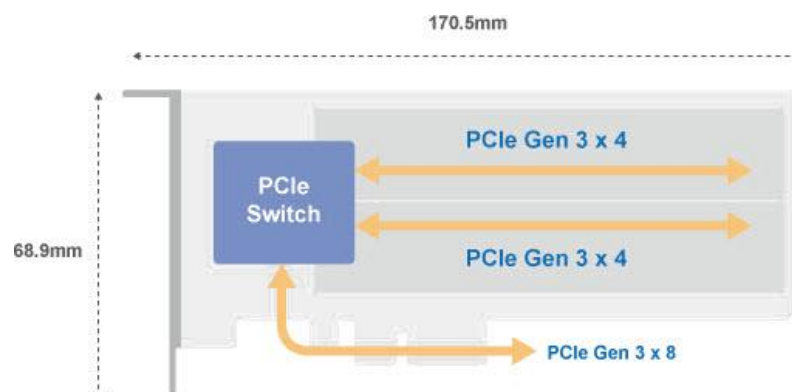 170.5mm
PCIe Gen 3 x 4
PCIe
Switch
68.9mm
PCIe Gen 3 x 4
PCIe Gen 3 x 8